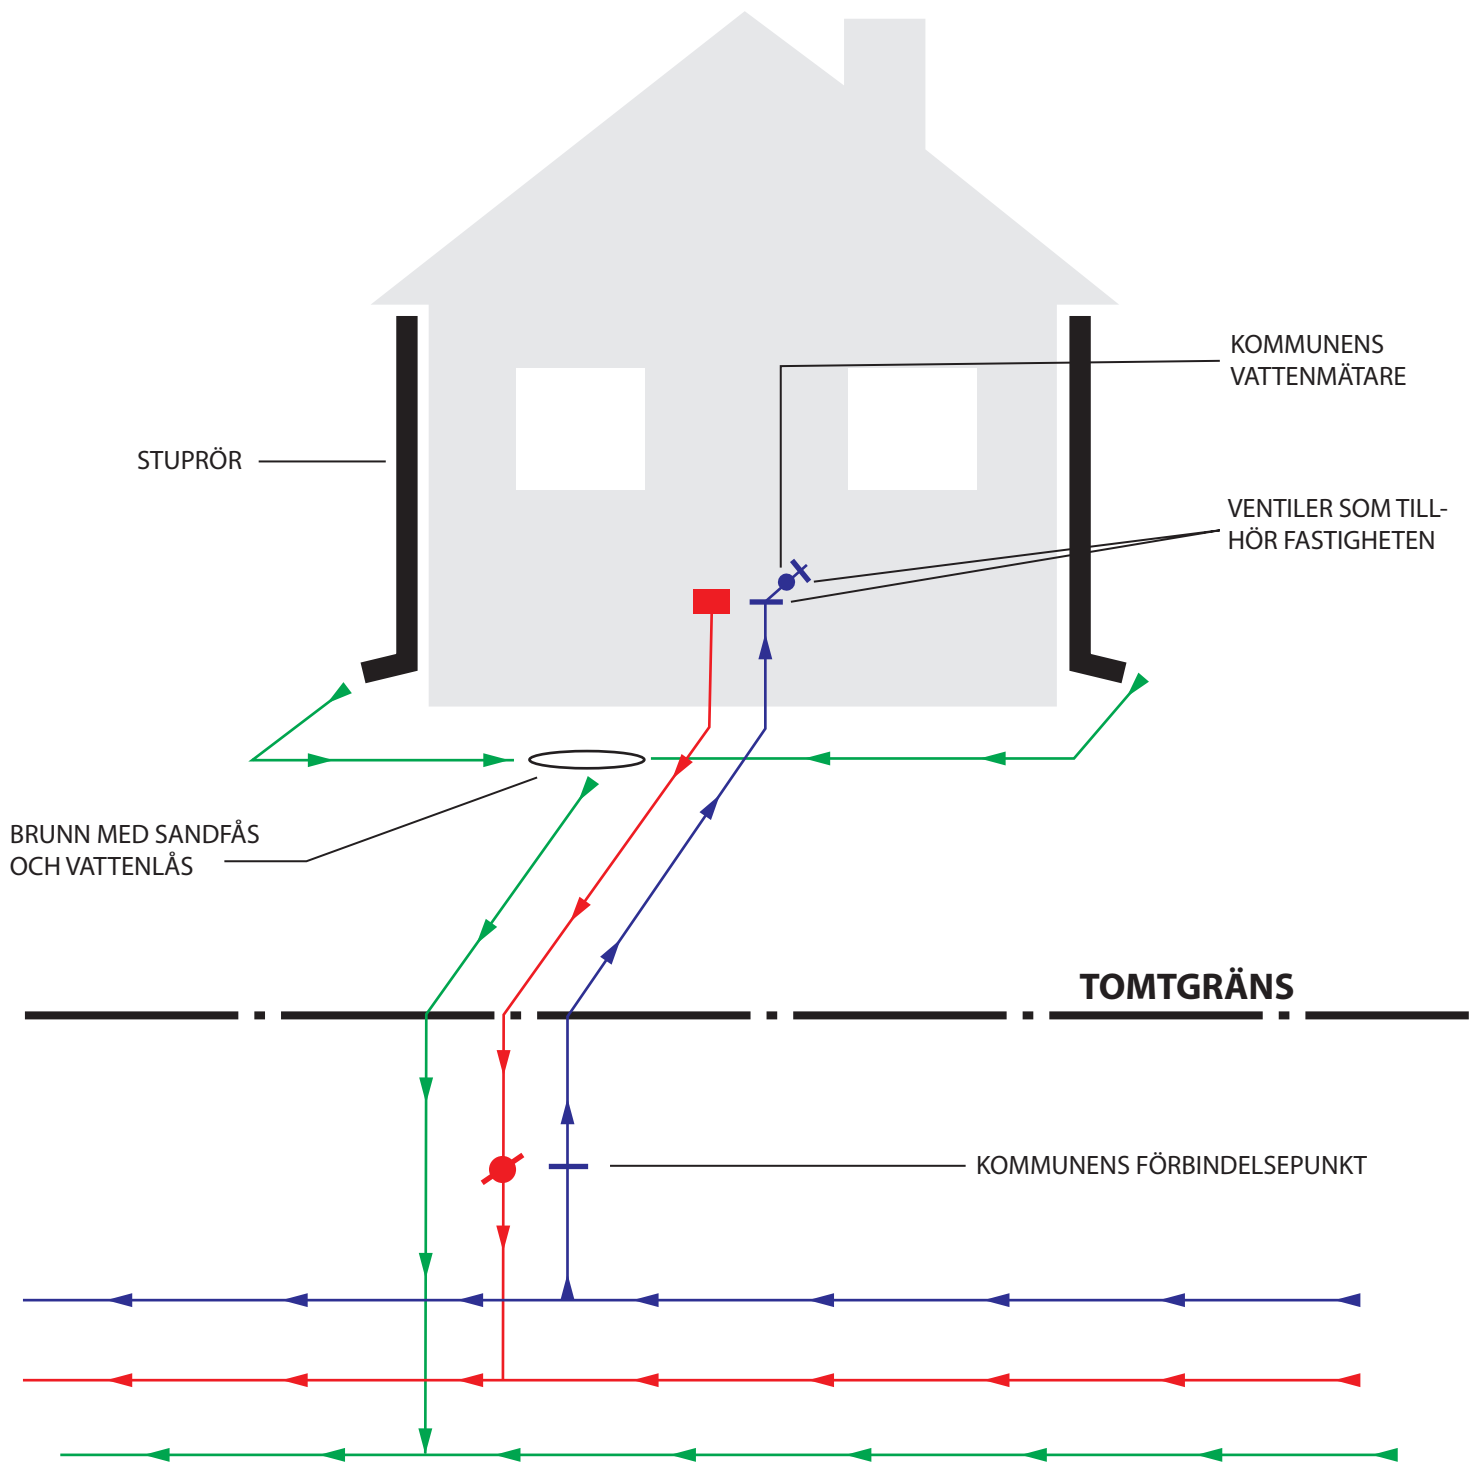 KOMMUNENS
VATTENMÄTARE
STUPRÖR
VENTILER SOM TILL-
HÖR FASTIGHETEN
BRUNN MED SANDFÅS
OCH VATTENLÅS
TOMTGRÄNS
KOMMUNENS FÖRBINDELSEPUNKT